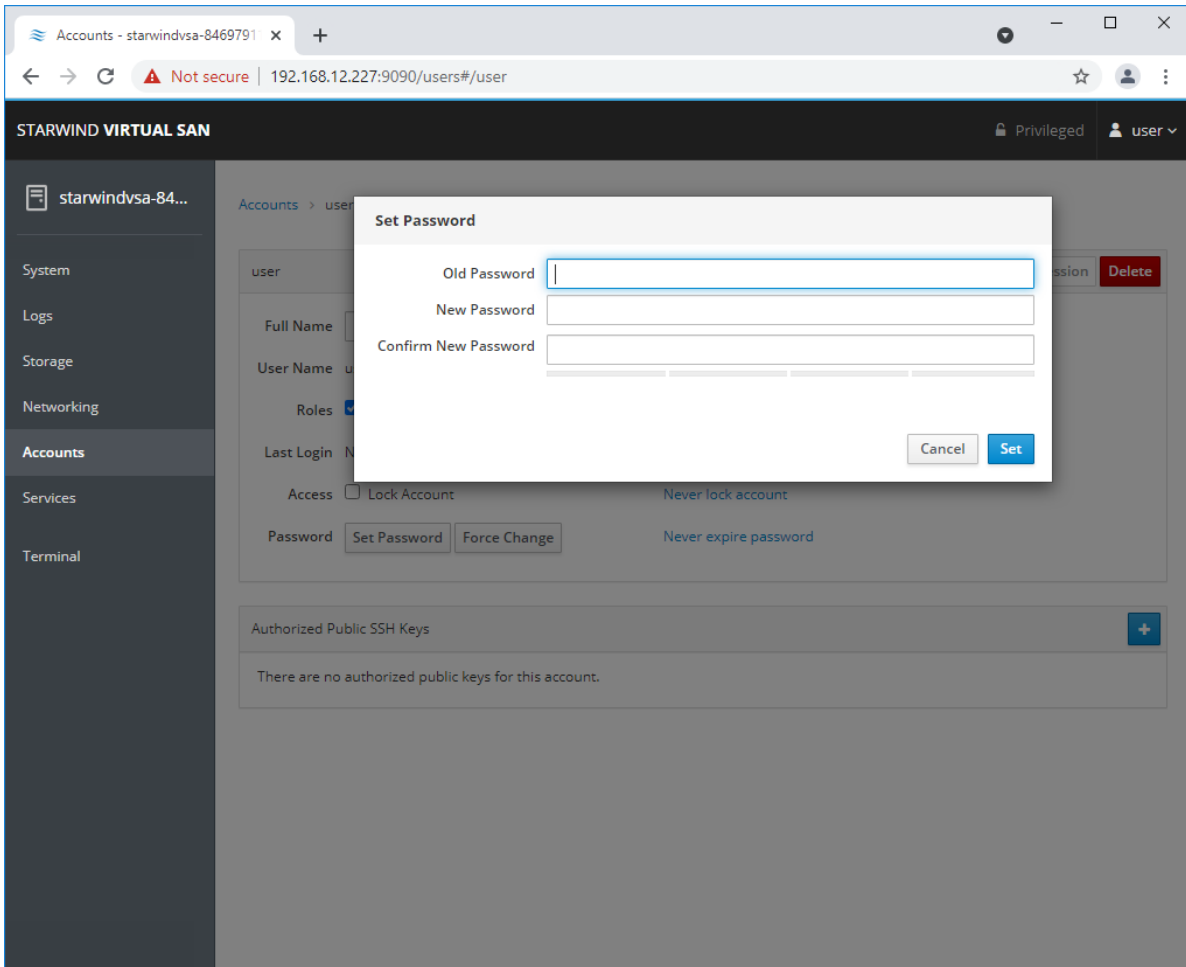 Accounts - starwindvsa-8469791
Not secure | 192.168.12.227:9090/users#/user
STARWIND VIRTUAL SAN
Privileged
user
starwindvsa-84...
System
Logs
Storage
Networking
Accounts
Services
Terminal
Accounts > user
user
Delete
Full Name
User Name
Roles
Last Login
Access Lock Account Never lock account
Password Set Password Force Change Never expire password
Set Password
Old Password
New Password
Confirm New Password
Cancel Set
Authorized Public SSH Keys
There are no authorized public keys for this account.